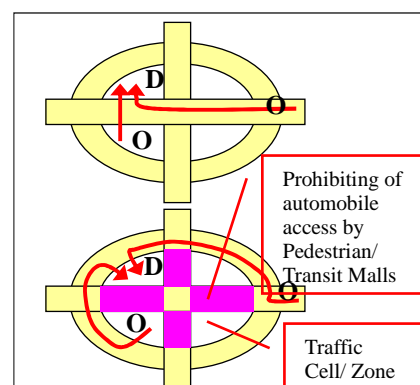 D
O
O
Prohibiting of
automobile
access by
Pedestrian/
Transit Malls
D
O
O
Traffic
Cell/ Zone